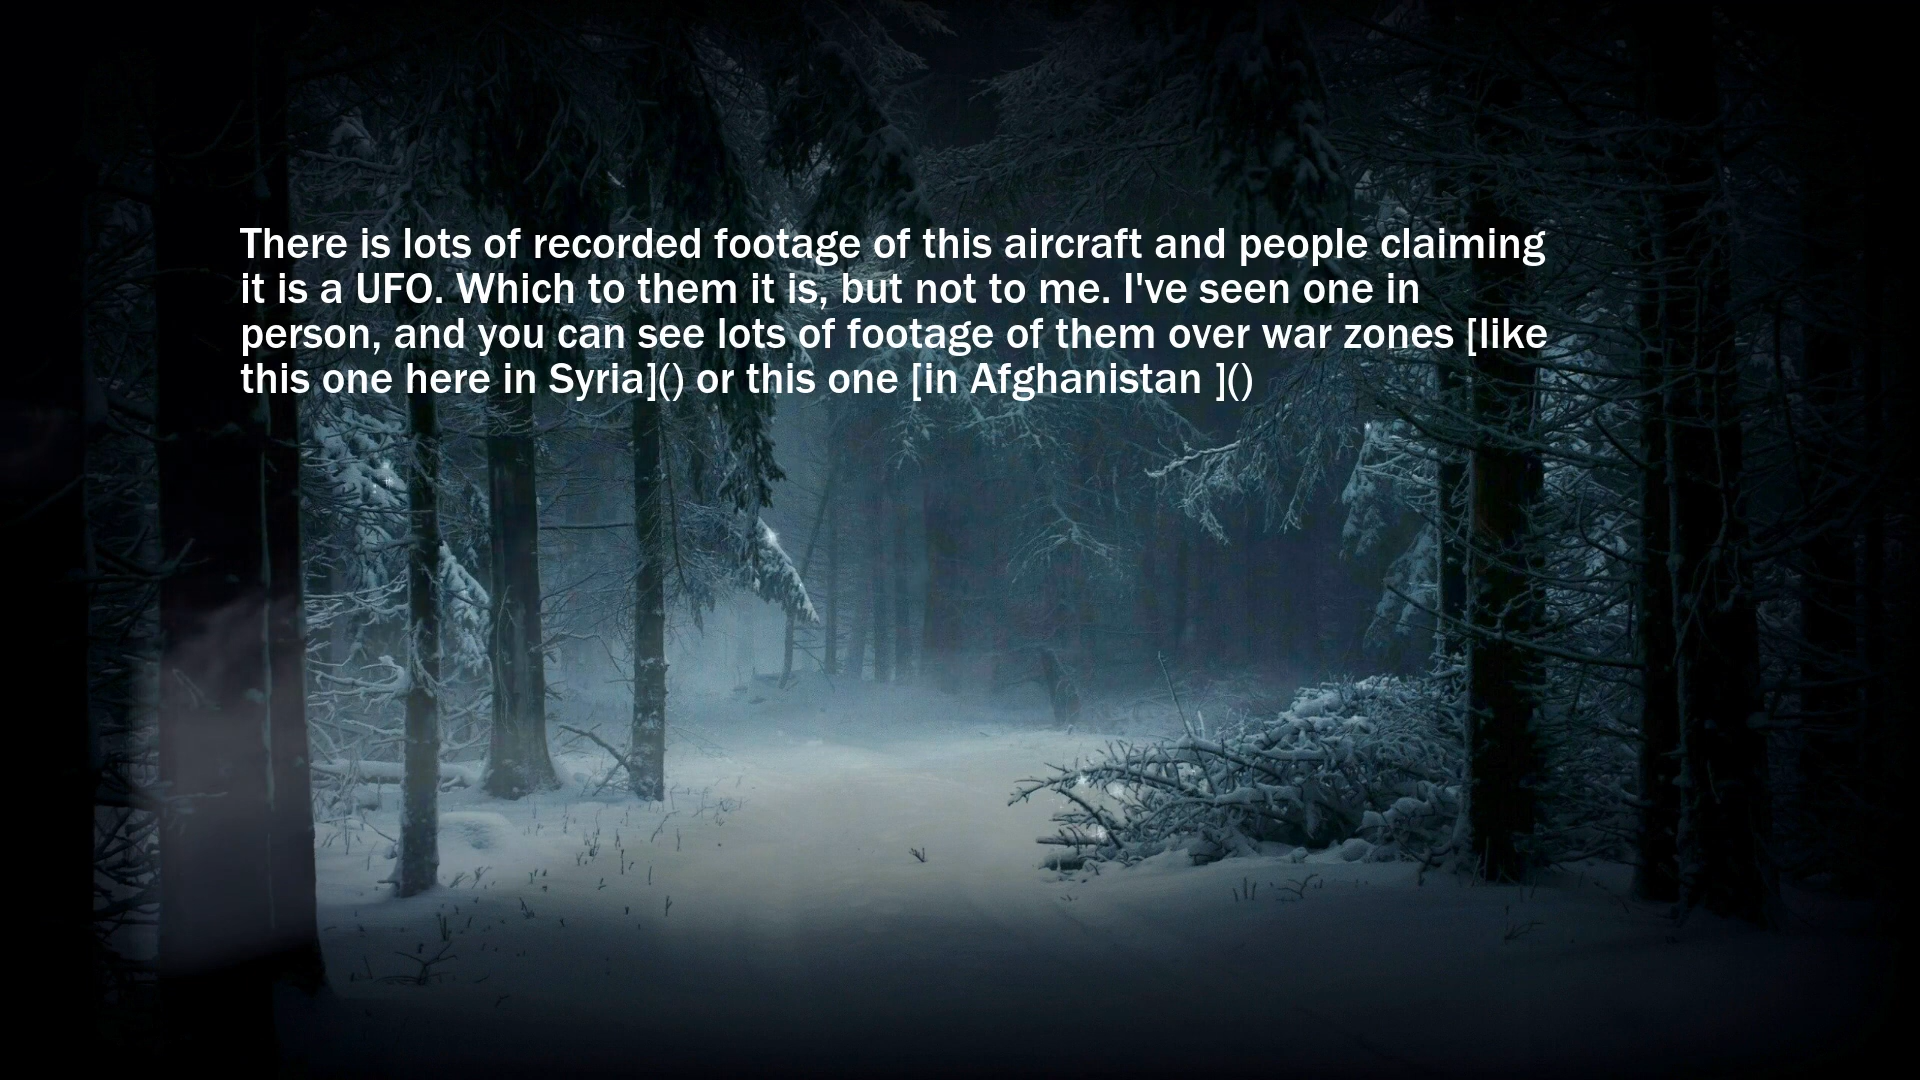 There is lots of recorded footage of this aircraft and people claiming
it is a UFO. Which to them it is, but not to me. I've seen one in
person, and you can see lots of footage of them over war zones [like
this one here in Syria]() or this one [in Afghanistan ]()